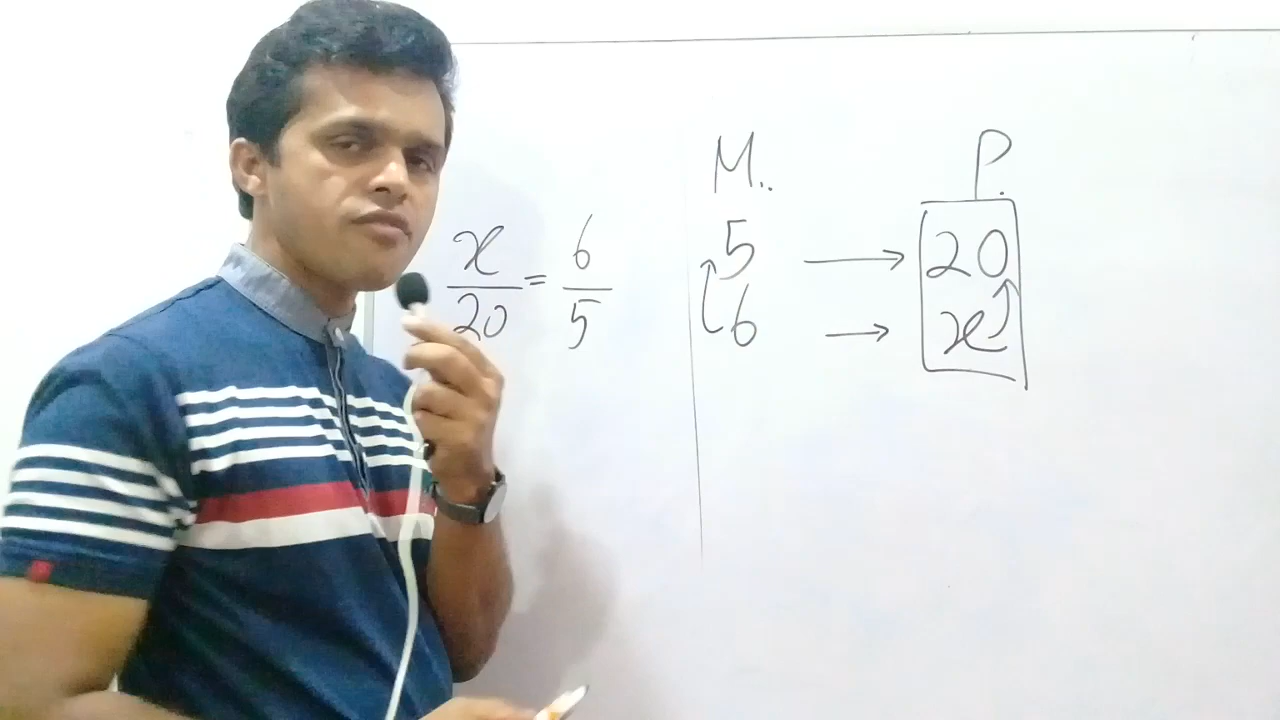 x/20 = 6/5
M.. P.
5 → 20
6 → x